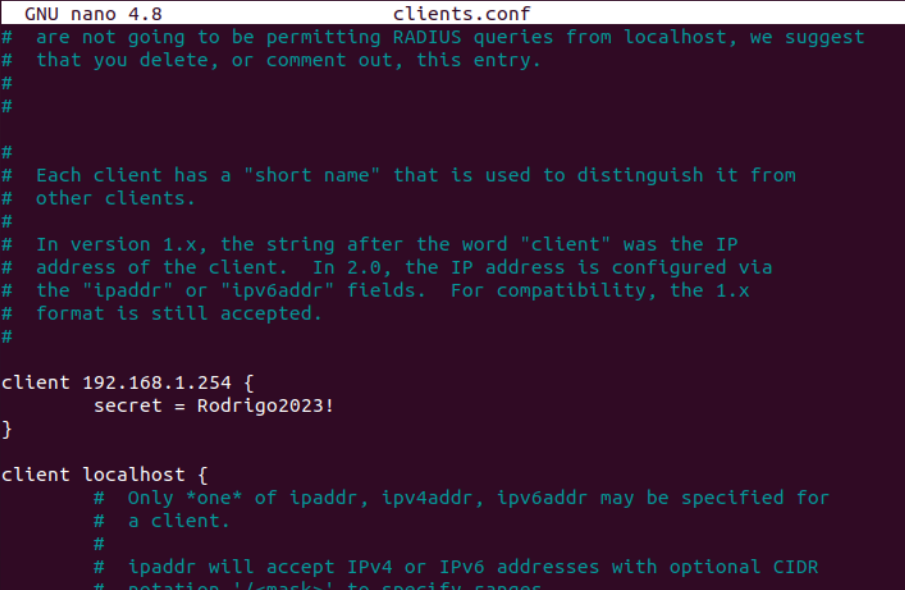 GNU nano 4.8 clients.conf
# are not going to be permitting RADIUS queries from localhost, we suggest
# that you delete, or comment out, this entry.
#
#
#
# Each client has a "short name" that is used to distinguish it from
# other clients.
#
# In version 1.x, the string after the word "client" was the IP
# address of the client. In 2.0, the IP address is configured via
# the "ipaddr" or "ipv6addr" fields. For compatibility, the 1.x
# format is still accepted.
#
client 192.168.1.254 {
secret = Rodrigo2023!
}
client localhost {
# Only *one* of ipaddr, ipv4addr, ipv6addr may be specified for
# a client.
#
# ipaddr will accept IPv4 or IPv6 addresses with optional CIDR
# notation '/<mask>' to specify ranges.